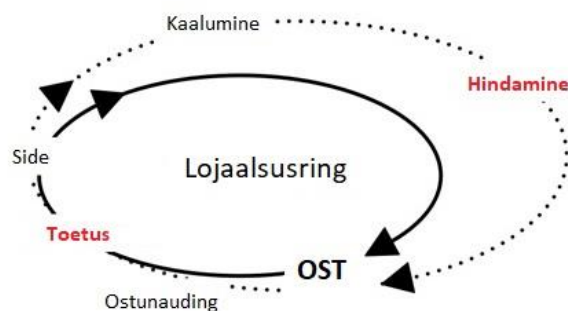 Kaalumine
Hindamine
Side
Lojaalsusring
Toetus
OST
Ostunauding